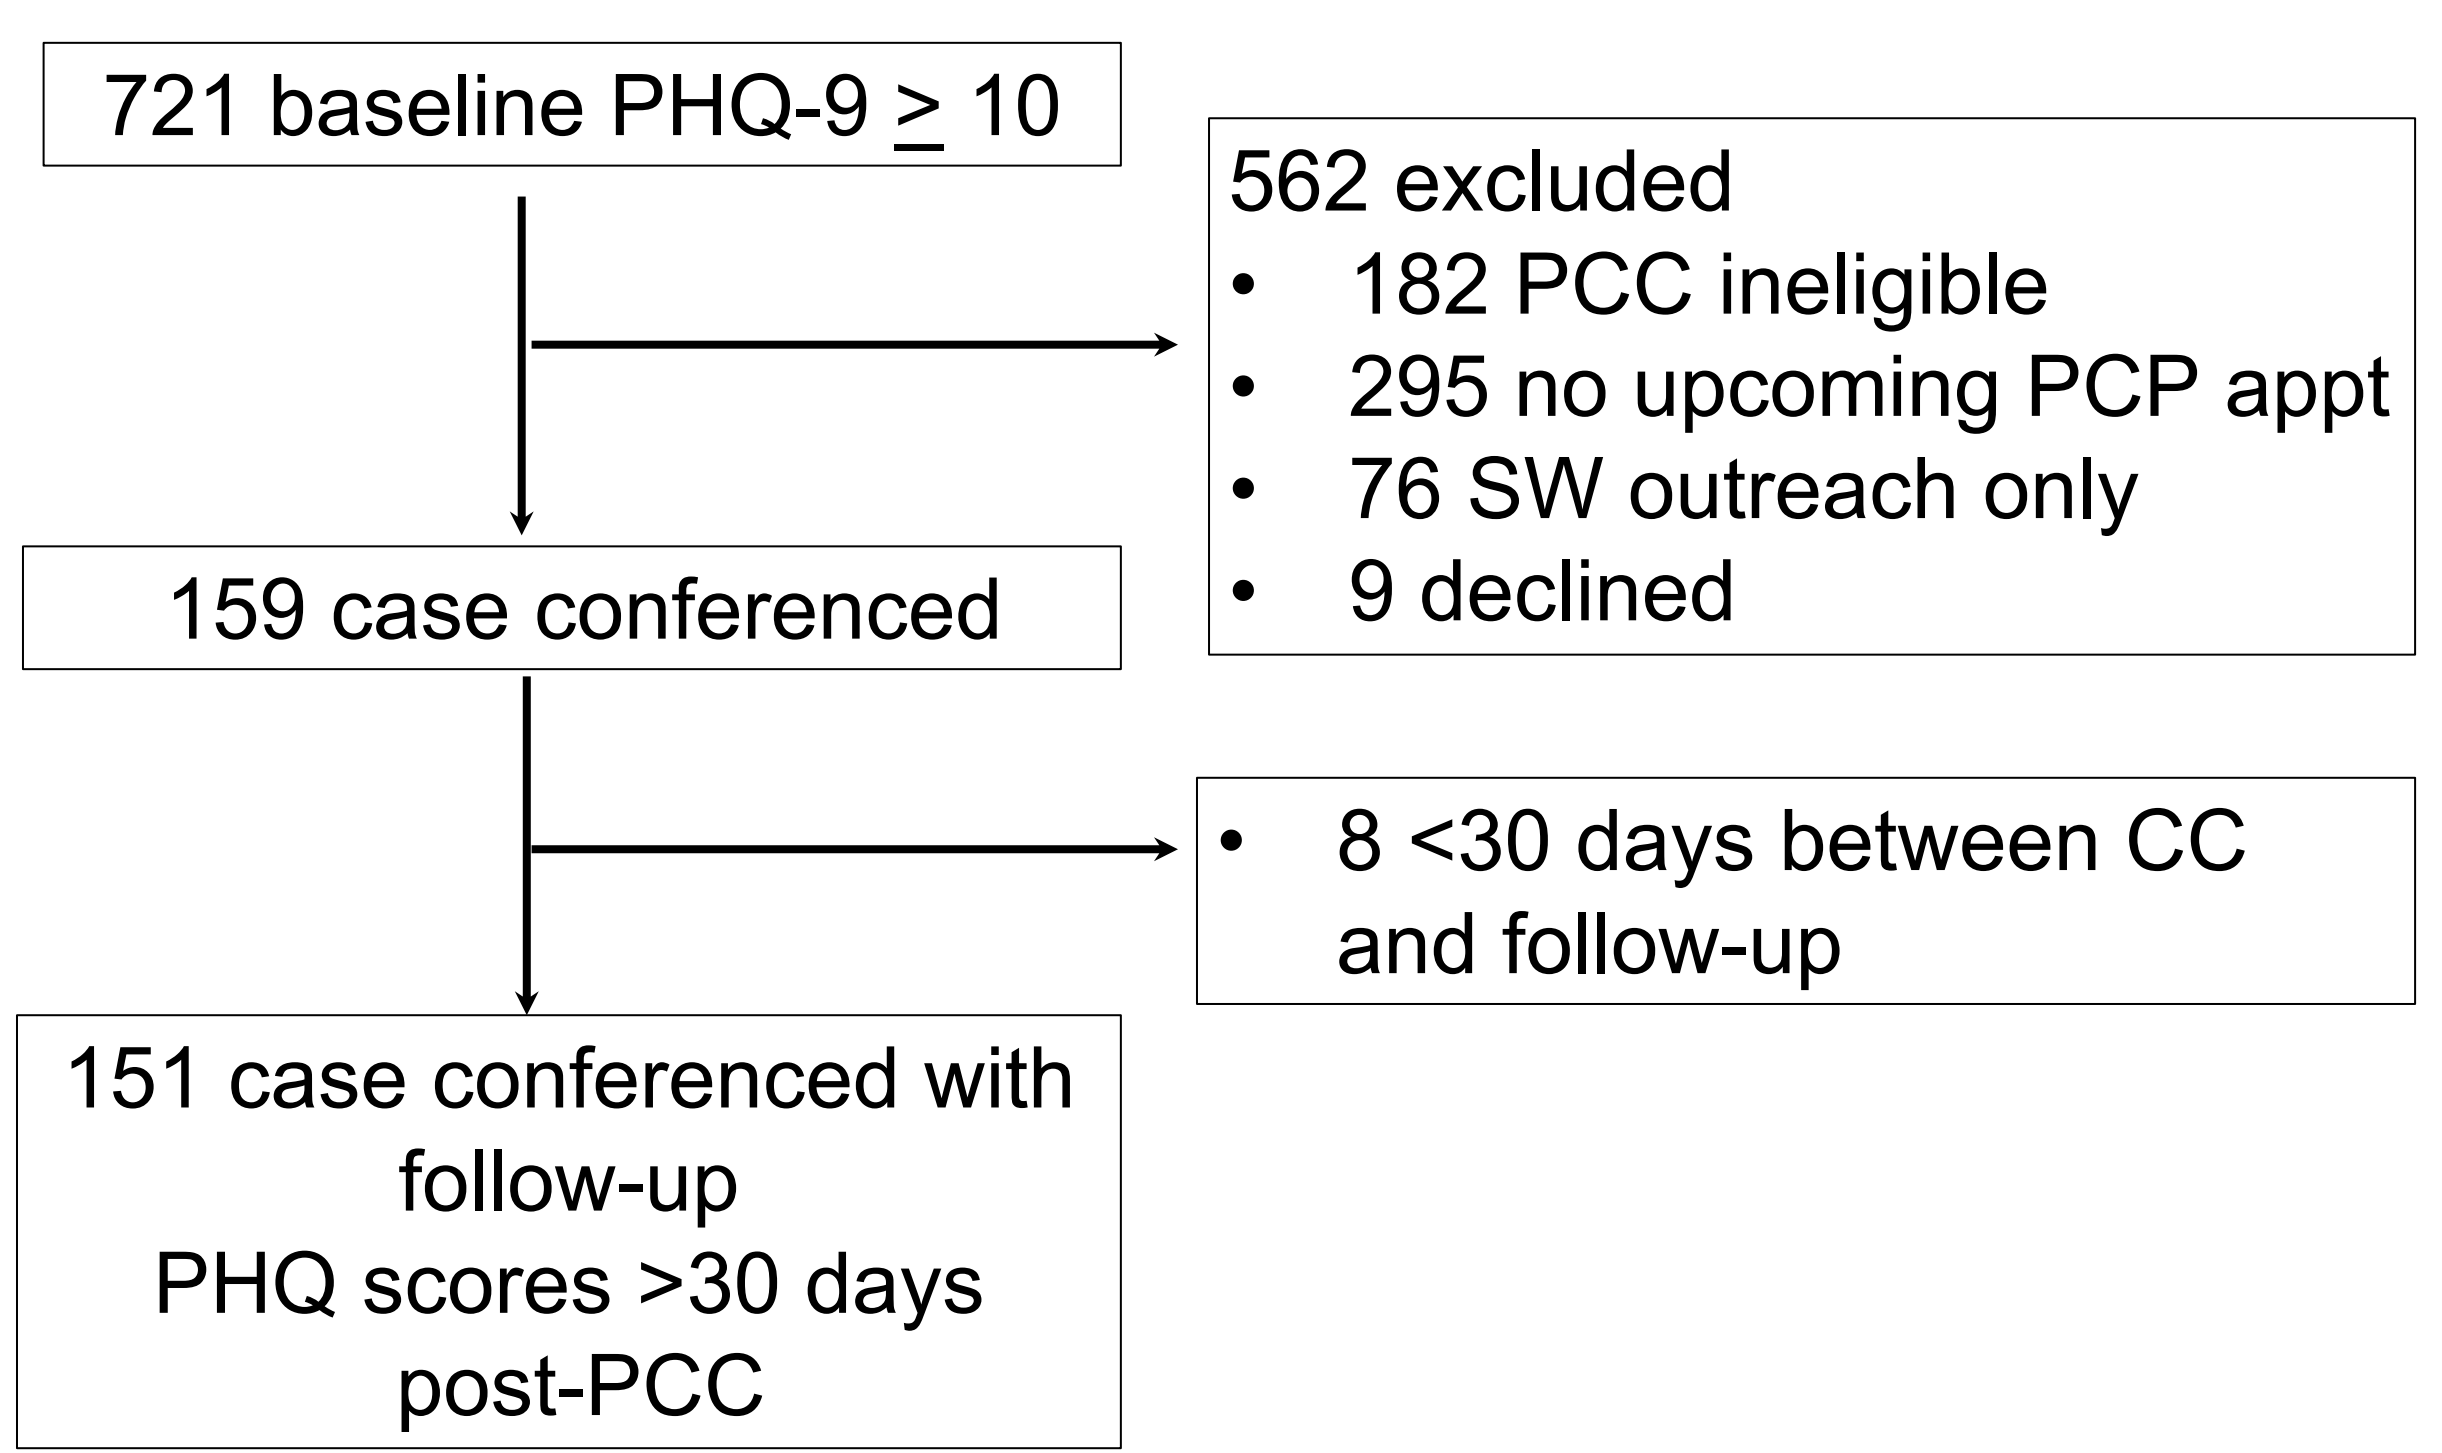 721 baseline PHQ-9 ≥ 10
562 excluded
• 182 PCC ineligible
• 295 no upcoming PCP appt
• 76 SW outreach only
• 9 declined
159 case conferenced
• 8 <30 days between CC
and follow-up
151 case conferenced with
follow-up
PHQ scores >30 days
post-PCC